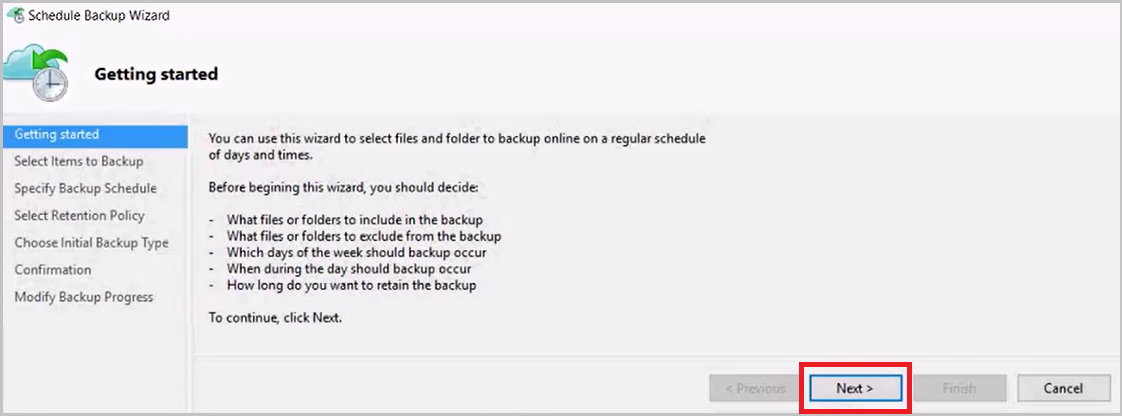 Schedule Backup Wizard
Getting started
Getting started
Select Items to Backup
Specify Backup Schedule
Select Retention Policy
Choose Initial Backup Type
Confirmation
Modify Backup Progress
You can use this wizard to select files and folder to backup online on a regular schedule
of days and times.
Before begining this wizard, you should decide:
- What files or folders to include in the backup
- What files or folders to exclude from the backup
- Which days of the week should backup occur
- When during the day should backup occur
- How long do you want to retain the backup
To continue, click Next.
< Previous
Next >
Finish
Cancel